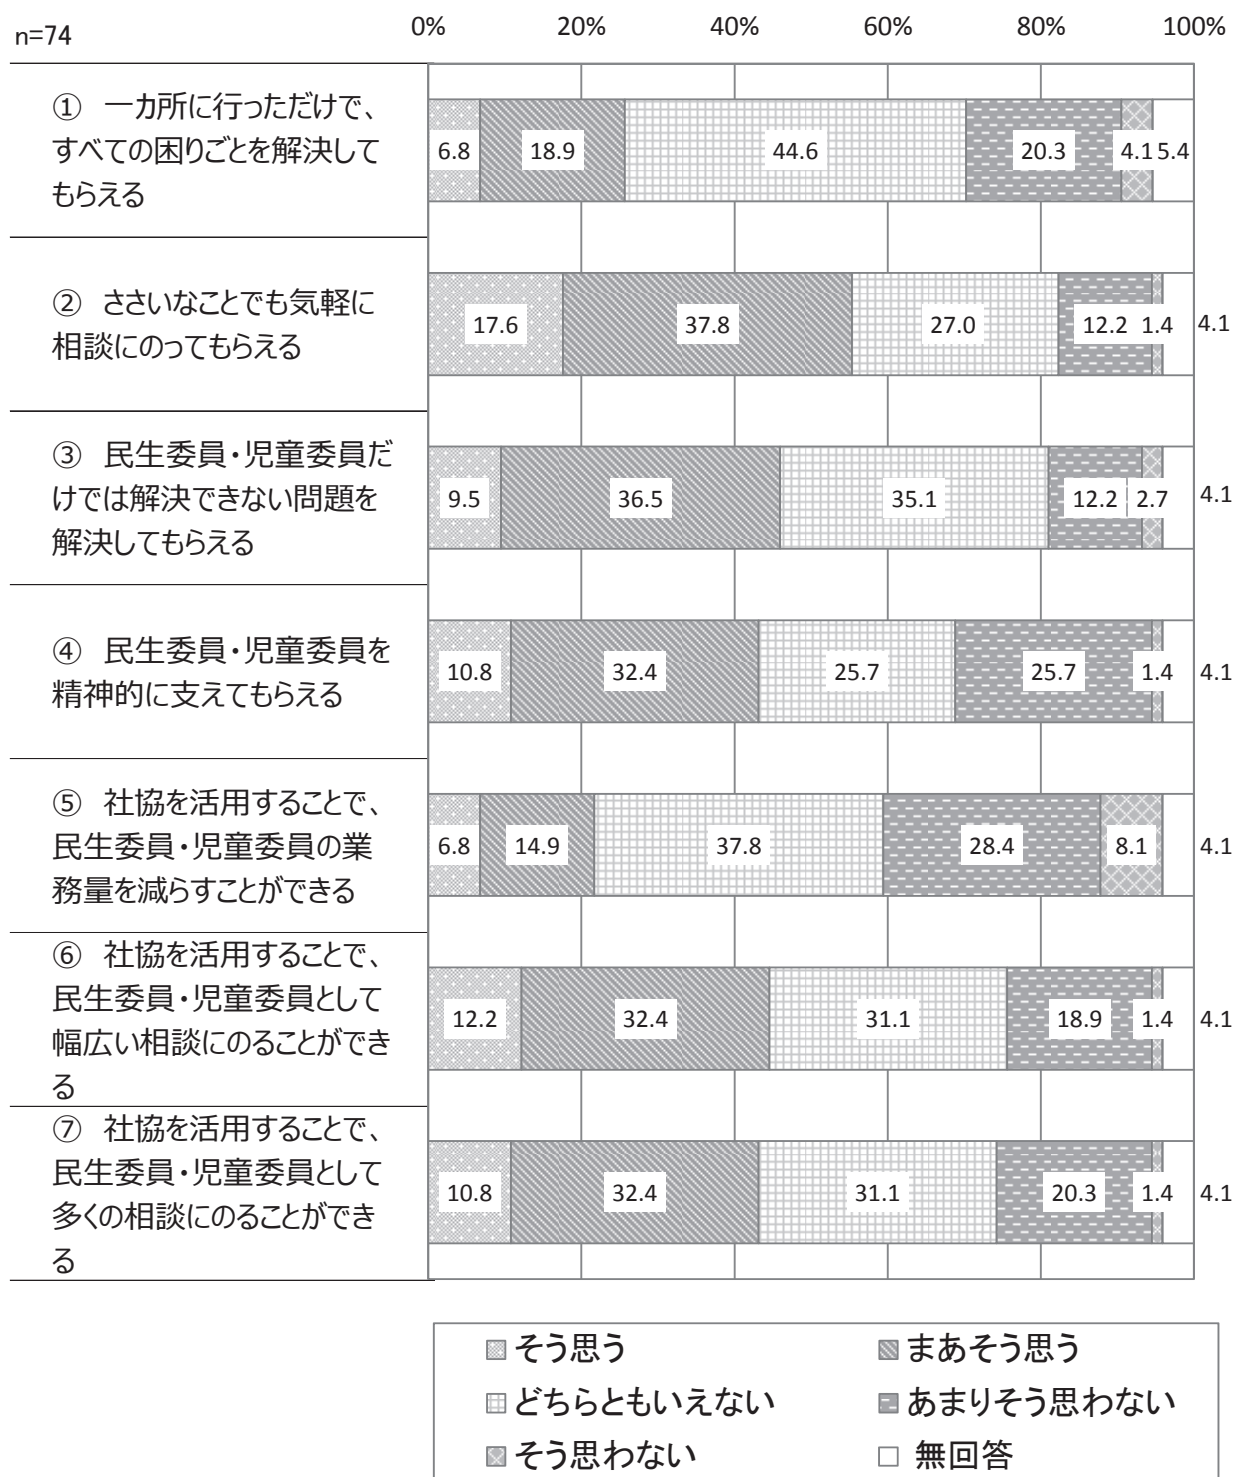 n=74
0% 20% 40% 60% 80% 100%
① 一カ所に行っただけで、
すべての困りごとを解決して
もらえる
6.8 18.9 44.6 20.3 4.1 5.4
② ささいなことでも気軽に
相談にのってもらえる
17.6 37.8 27.0 12.2 1.4 4.1
③ 民生委員・児童委員だ
けでは解決できない問題を
解決してもらえる
9.5 36.5 35.1 12.2 2.7 4.1
④ 民生委員・児童委員を
精神的に支えてもらえる
10.8 32.4 25.7 25.7 1.4 4.1
⑤ 社協を活用することで、
民生委員・児童委員の業
務量を減らすことができる
6.8 14.9 37.8 28.4 8.1 4.1
⑥ 社協を活用することで、
民生委員・児童委員として
幅広い相談にのることができ
る
12.2 32.4 31.1 18.9 1.4 4.1
⑦ 社協を活用することで、
民生委員・児童委員として
多くの相談にのることができ
る
10.8 32.4 31.1 20.3 1.4 4.1
そう思う まあそう思う
どちらともいえない あまりそう思わない
そう思わない 無回答